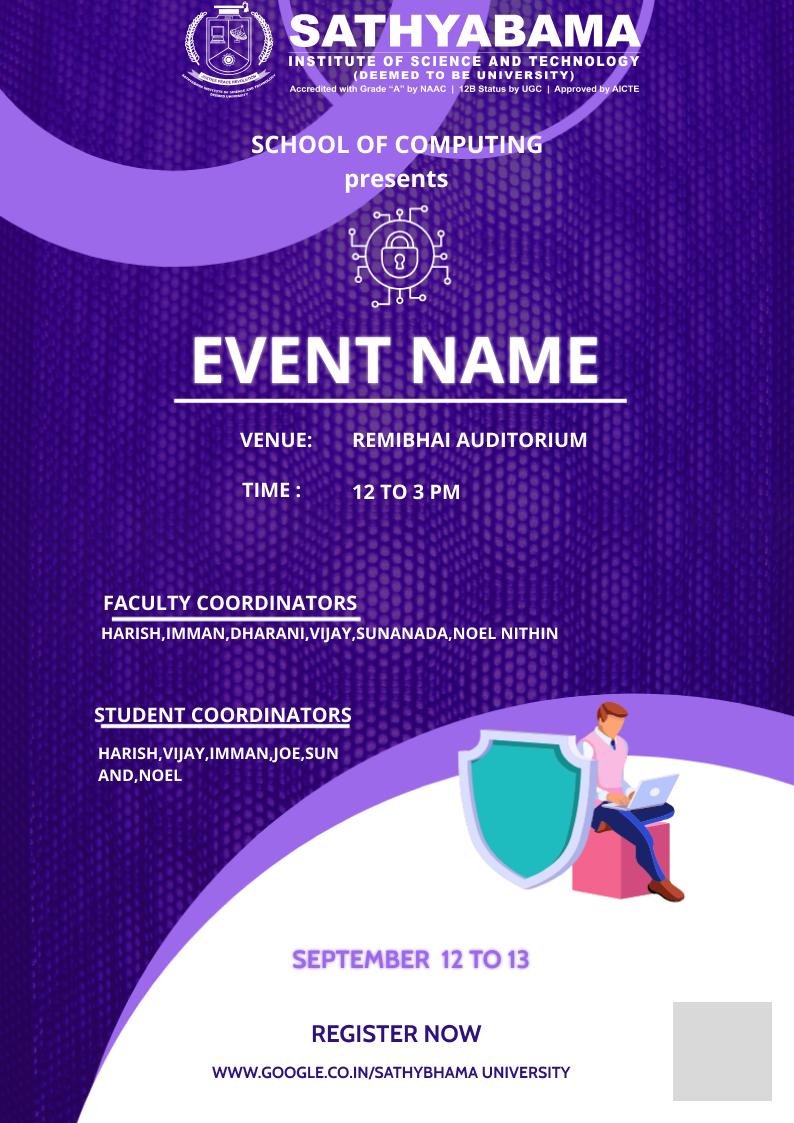 SATHYABAMA
INSTITUTE OF SCIENCE AND TECHNOLOGY
(DEEMED TO BE UNIVERSITY)
Accredited with Grade “A” by NAAC | 12B Status by UGC | Approved by AICTE
SCHOOL OF COMPUTING
presents
EVENT NAME
VENUE: REMIBHAI AUDITORIUM
TIME : 12 TO 3 PM
FACULTY COORDINATORS
HARISH,IMMAN,DHARANI,VIJAY,SUNANADA,NOEL NITHIN
STUDENT COORDINATORS
HARISH,VIJAY,IMMAN,JOE,SUN
AND,NOEL
SEPTEMBER 12 TO 13
REGISTER NOW
WWW.GOOGLE.CO.IN/SATHYBHAMA UNIVERSITY